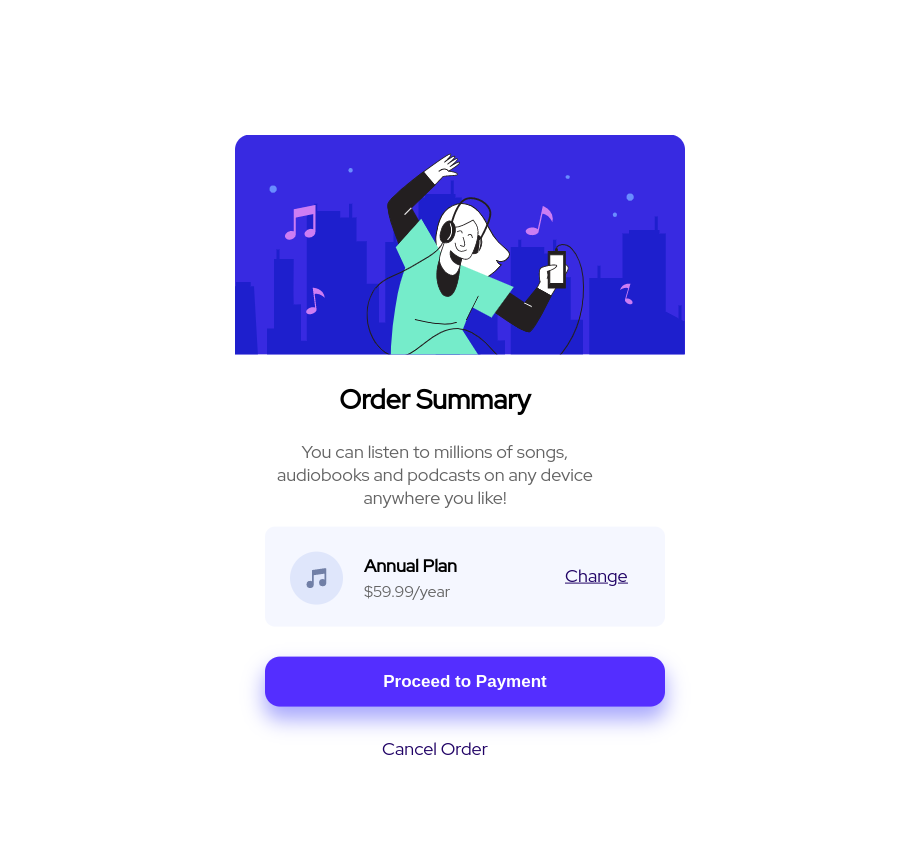 Order Summary
You can listen to millions of songs,
audiobooks and podcasts on any device
anywhere you like!
Annual Plan
$59.99/year
Change
Proceed to Payment
Cancel Order